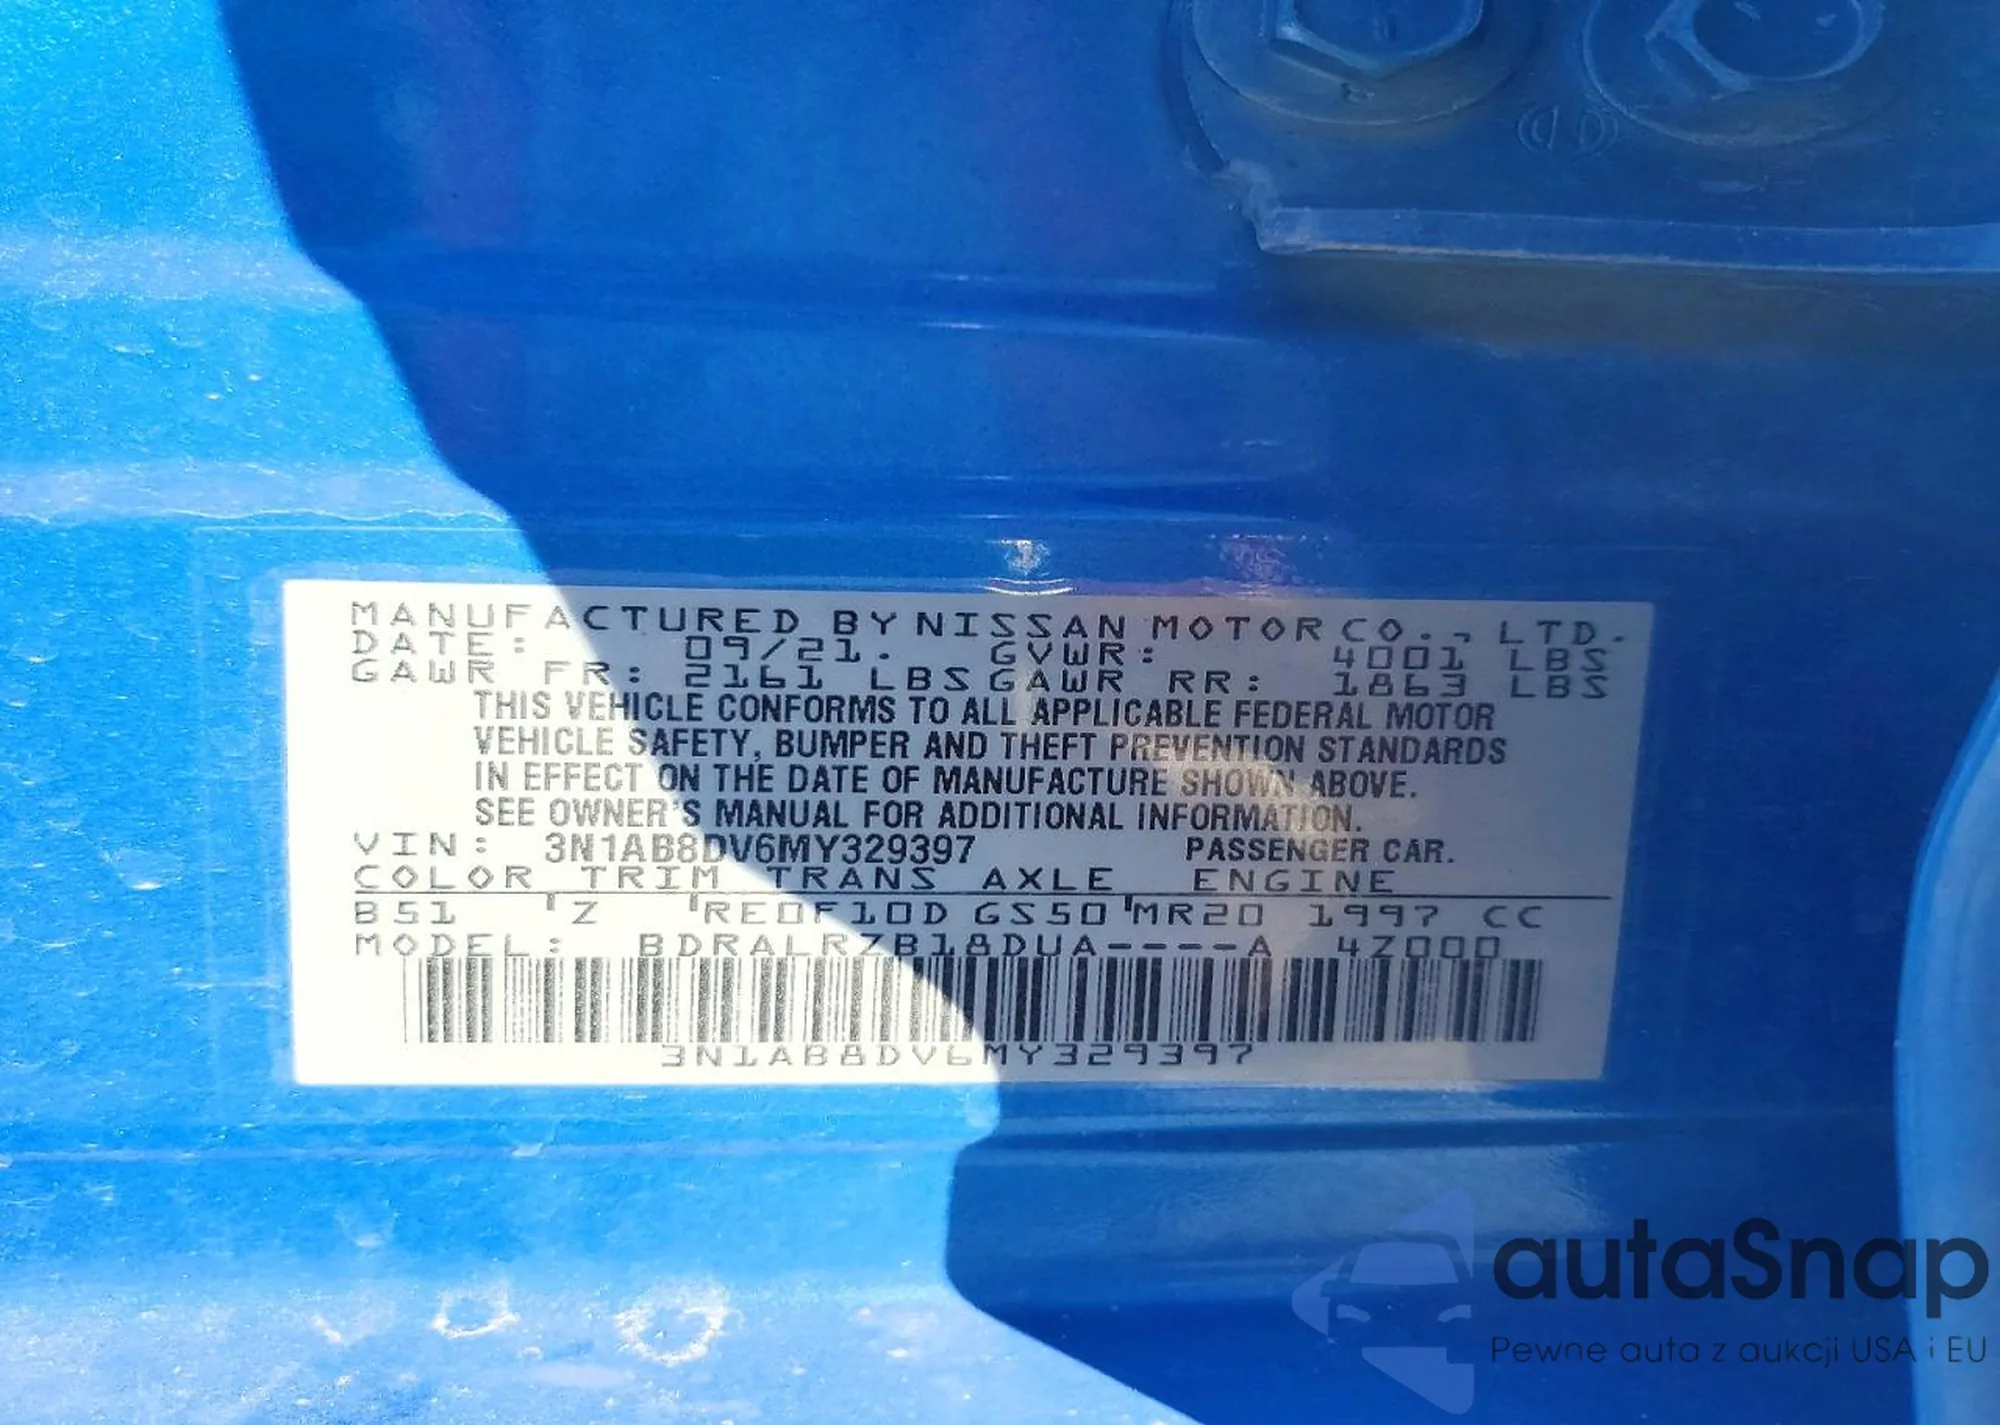 MANUFACTURED BY NISSAN MOTOR CO., LTD.
DATE: 09/21. GVWR: 4001 LBS
GAWR FR: 2161 LBS GAWR RR: 1863 LBS
THIS VEHICLE CONFORMS TO ALL APPLICABLE FEDERAL MOTOR
VEHICLE SAFETY, BUMPER AND THEFT PREVENTION STANDARDS
IN EFFECT ON THE DATE OF MANUFACTURE SHOWN ABOVE.
SEE OWNER'S MANUAL FOR ADDITIONAL INFORMATION.
VIN: 3N1AB8DV6MY329397 PASSENGER CAR.
COLOR TRIM TRANS AXLE ENGINE
B51 'Z 'RE0F10D GS50 'MR20 1997 CC
MODEL: BDRALRZB18DUA----A 4Z000
3N1AB8DV6MY329397
autaSnap
Pewne auta z aukcji USA i EU